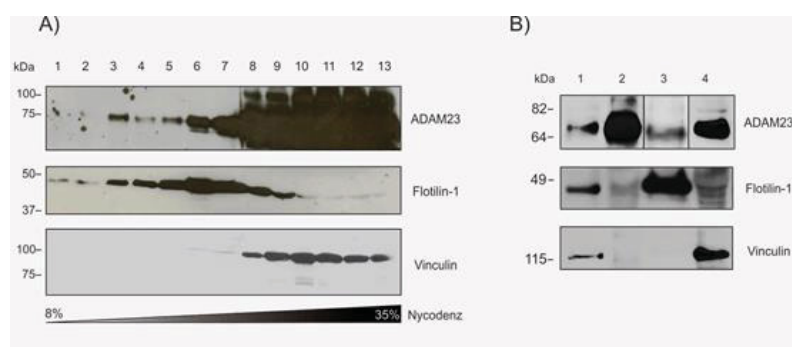 A)
kDa 1 2 3 4 5 6 7 8 9 10 11 12 13
100–
75–
ADAM23
50–
37–
Flotilin-1
100–
75–
Vinculin
8% 35% Nycodenz
B)
kDa 1 2 3 4
82–
64–
ADAM23
49–
Flotilin-1
115–
Vinculin